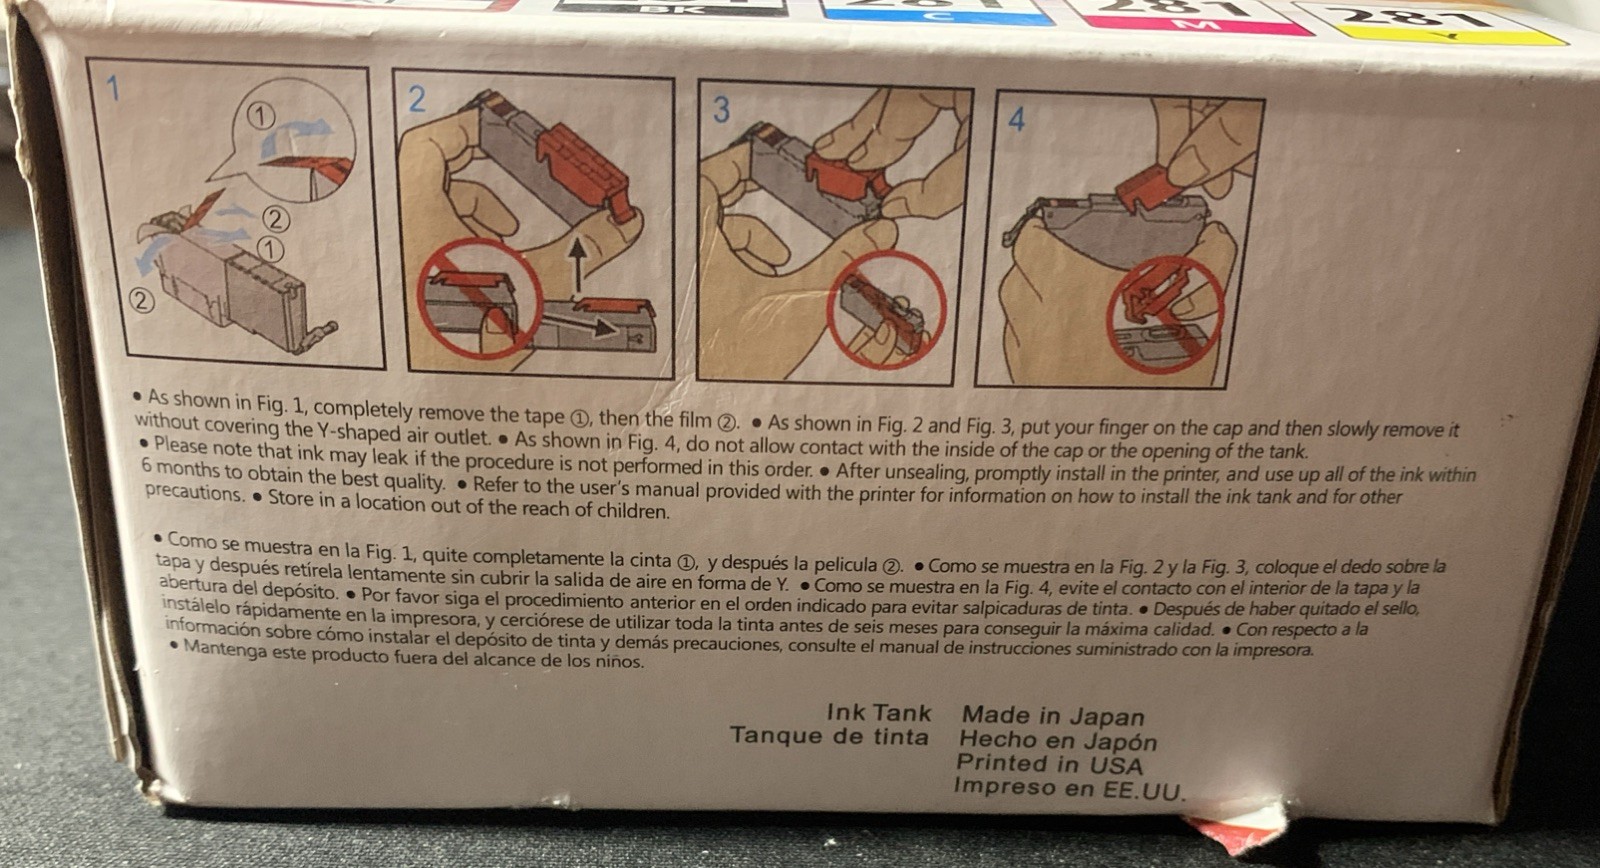 BK
281
C
281
M
281
Y
1
①
②
①
②
2
3
4
• As shown in Fig. 1, completely remove the tape ①, then the film ②. • As shown in Fig. 2 and Fig. 3, put your finger on the cap and then slowly remove it
without covering the Y-shaped air outlet. • As shown in Fig. 4, do not allow contact with the inside of the cap or the opening of the tank.
• Please note that ink may leak if the procedure is not performed in this order. • After unsealing, promptly install in the printer, and use up all of the ink within
6 months to obtain the best quality. • Refer to the user's manual provided with the printer for information on how to install the ink tank and for other
precautions. • Store in a location out of the reach of children.
• Como se muestra en la Fig. 1, quite completamente la cinta ①, y después la pelicula ②. • Como se muestra en la Fig. 2 y la Fig. 3, coloque el dedo sobre la
tapa y después retírela lentamente sin cubrir la salida de aire en forma de Y. • Como se muestra en la Fig. 4, evite el contacto con el interior de la tapa y la
abertura del depósito. • Por favor siga el procedimiento anterior en el orden indicado para evitar salpicaduras de tinta. • Después de haber quitado el sello,
instálelo rápidamente en la impresora, y cerciórese de utilizar toda la tinta antes de seis meses para conseguir la máxima calidad. • Con respecto a la
información sobre cómo instalar el depósito de tinta y demás precauciones, consulte el manual de instrucciones suministrado con la impresora.
• Mantenga este producto fuera del alcance de los niños.
Ink Tank Made in Japan
Tanque de tinta Hecho en Japón
Printed in USA
Impreso en EE.UU.